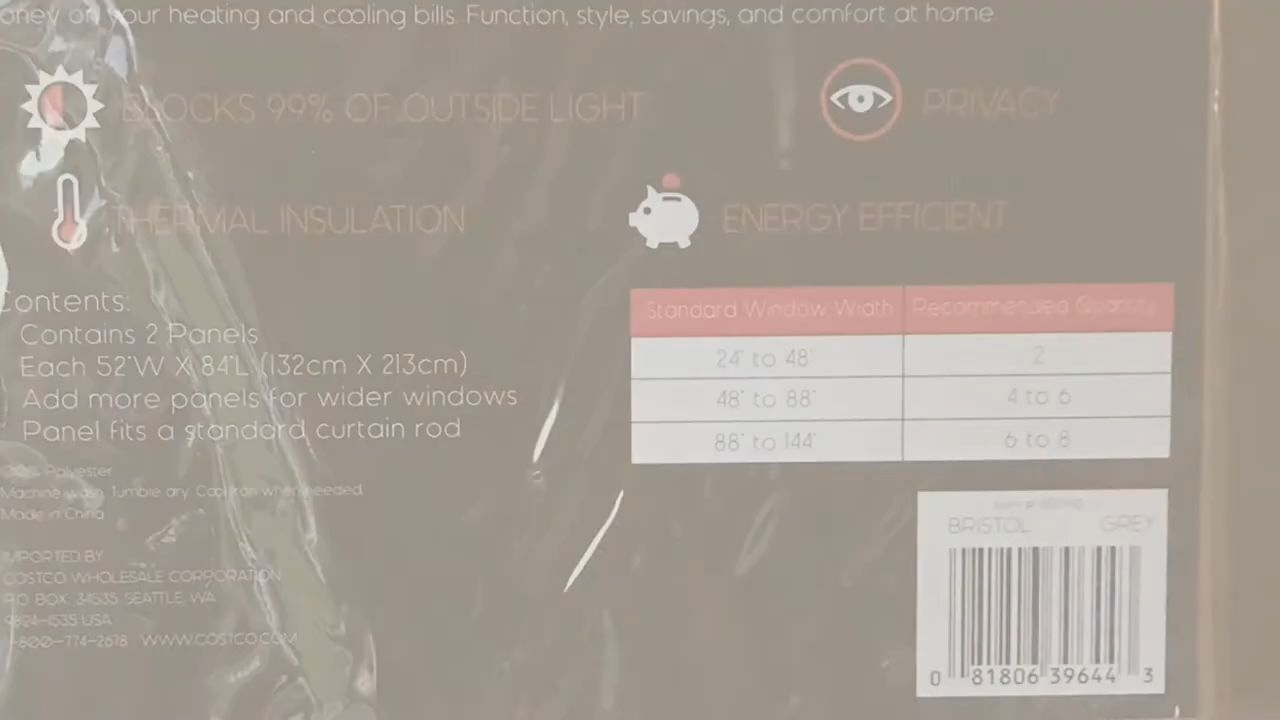 on your heating and cooling bills. Function, style, savings, and comfort at home.
BLOCKS 99% OF OUTSIDE LIGHT
PRIVACY
THERMAL INSULATION
ENERGY EFFICIENT
Contents:
Contains 2 Panels
Each 52"W X 84"L (132cm X 213cm)
Add more panels for wider windows
Panel fits a standard curtain rod
Standard Window Width Recommended Quantity
24" to 48" 2
48" to 88" 4 to 6
88" to 144" 6 to 8
Polyester
Machine wash. Tumble dry. Cool iron when needed.
Made in China
IMPORTED BY
COSTCO WHOLESALE CORPORATION
P.O. BOX 34535, SEATTLE, WA
USA
1-800-774-2678 WWW.COSTCO.COM
BRISTOL GREY
0 81806 39644 3